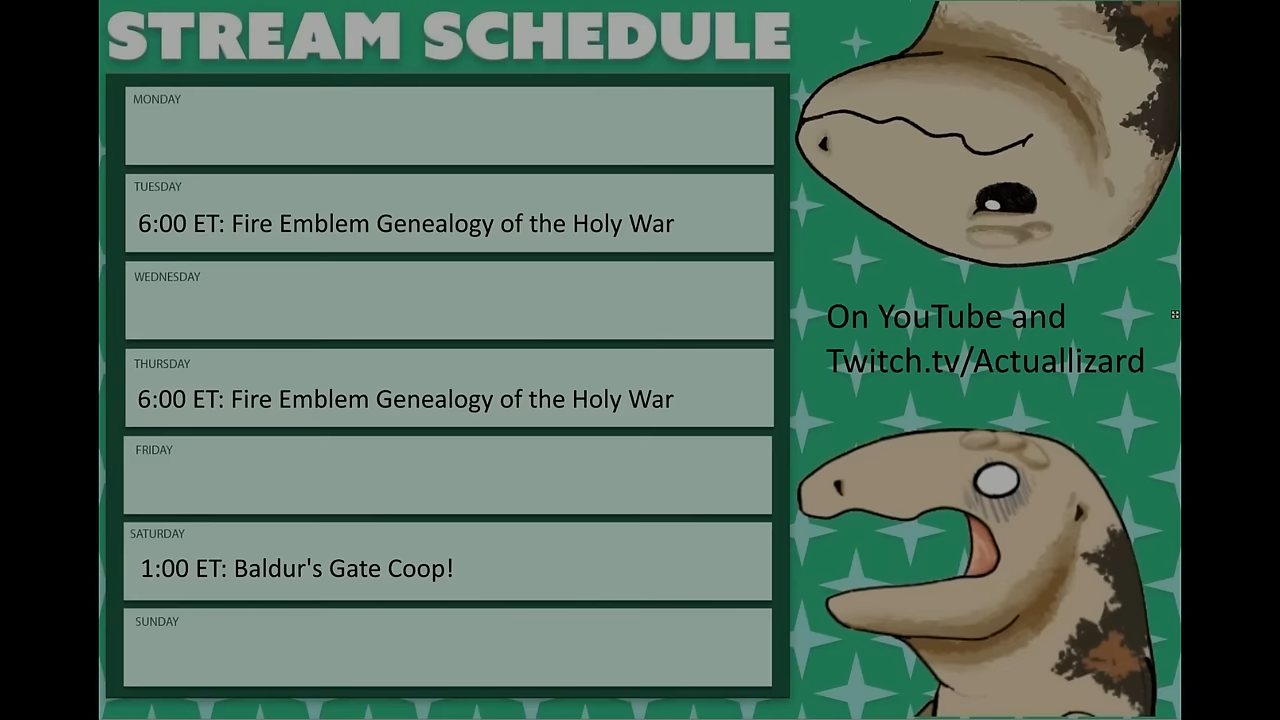 STREAM SCHEDULE
MONDAY
TUESDAY
6:00 ET: Fire Emblem Genealogy of the Holy War
WEDNESDAY
THURSDAY
6:00 ET: Fire Emblem Genealogy of the Holy War
FRIDAY
SATURDAY
1:00 ET: Baldur's Gate Coop!
SUNDAY
On YouTube and
Twitch.tv/Actuallizard